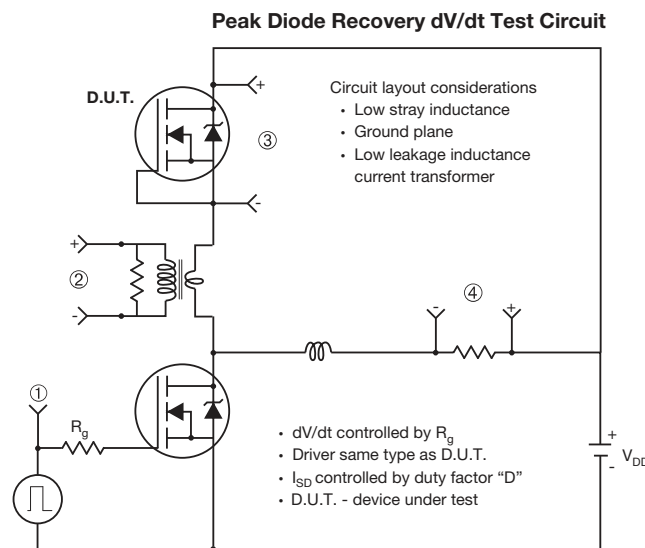 Peak Diode Recovery dV/dt Test Circuit
D.U.T.
+
Circuit layout considerations
• Low stray inductance
• Ground plane
• Low leakage inductance
current transformer
③
-
+
②
-
④
-
+
①
Rg
• dV/dt controlled by Rg
• Driver same type as D.U.T.
• ISD controlled by duty factor “D”
• D.U.T. - device under test
+
-
VDD